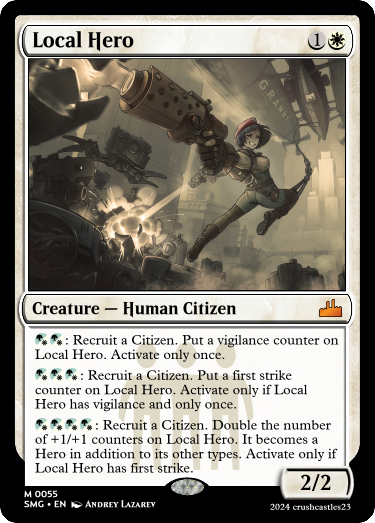 Local Hero 1
Creature — Human Citizen
: Recruit a Citizen. Put a vigilance counter on
Local Hero. Activate only once.
: Recruit a Citizen. Put a first strike
counter on Local Hero. Activate only if Local
Hero has vigilance and only once.
: Recruit a Citizen. Double the number
of +1/+1 counters on Local Hero. It becomes a
Hero in addition to its other types. Activate only if
Local Hero has first strike.
2/2
M 0055
SMG • EN Andrey Lazarev
2024 crushcastles23